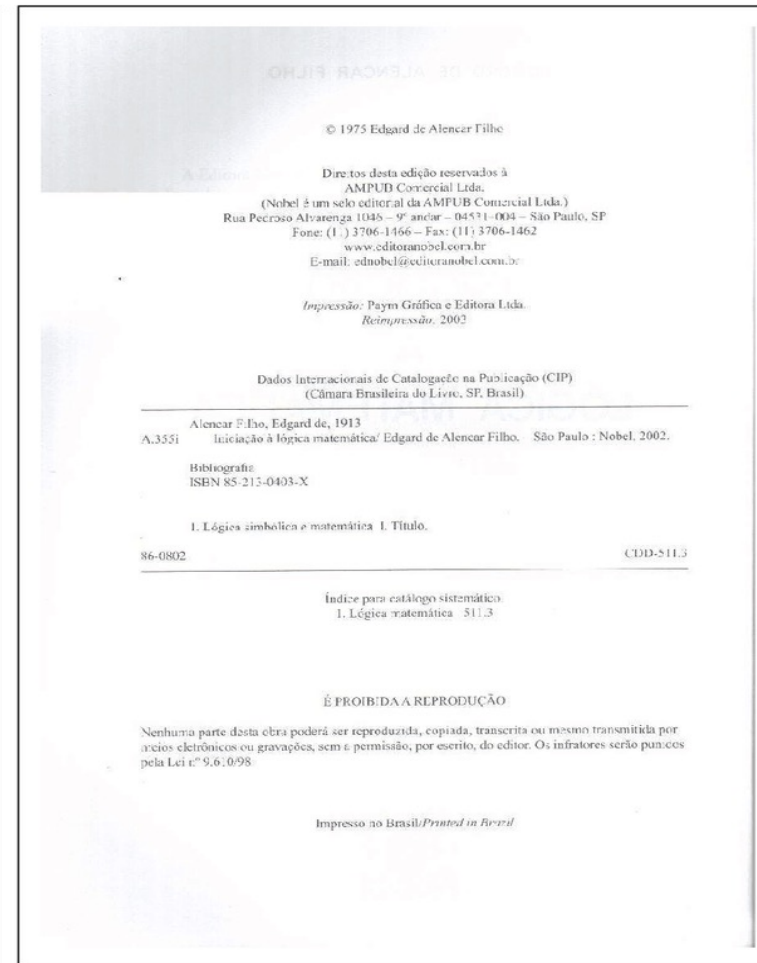 © 1975 Edgard de Alencar Filho
Direitos desta edição reservados à
AMPUB Comercial Ltda.
(Nobel é um selo editorial da AMPUB Comercial Ltda.)
Rua Pedroso Alvarenga 1046 – 9º andar – 04531-004 – São Paulo, SP
Fone: (11) 3706-1466 – Fax: (11) 3706-1462
www.editoranobel.com.br
E-mail: ednobel@editoranobel.com.br
Impressão: Paym Gráfica e Editora Ltda.
Reimpressão: 2003
Dados Internacionais de Catalogação na Publicação (CIP)
(Câmara Brasileira do Livro, SP, Brasil)
Alencar Filho, Edgard de, 1913
A.355i Iniciação à lógica matemática/ Edgard de Alencar Filho. São Paulo : Nobel, 2002.
Bibliografia
ISBN 85-213-0403-X
1. Lógica simbólica e matemática I. Título.
86-0802 CDD-511.3
Índice para catálogo sistemático
1. Lógica matemática 511.3
É PROIBIDA A REPRODUÇÃO
Nenhuma parte desta obra poderá ser reproduzida, copiada, transcrita ou mesmo transmitida por
meios eletrônicos ou gravações, sem a permissão, por escrito, do editor. Os infratores serão punidos
pela Lei n.º 9.610/98
Impresso no Brasil/Printed in Brazil